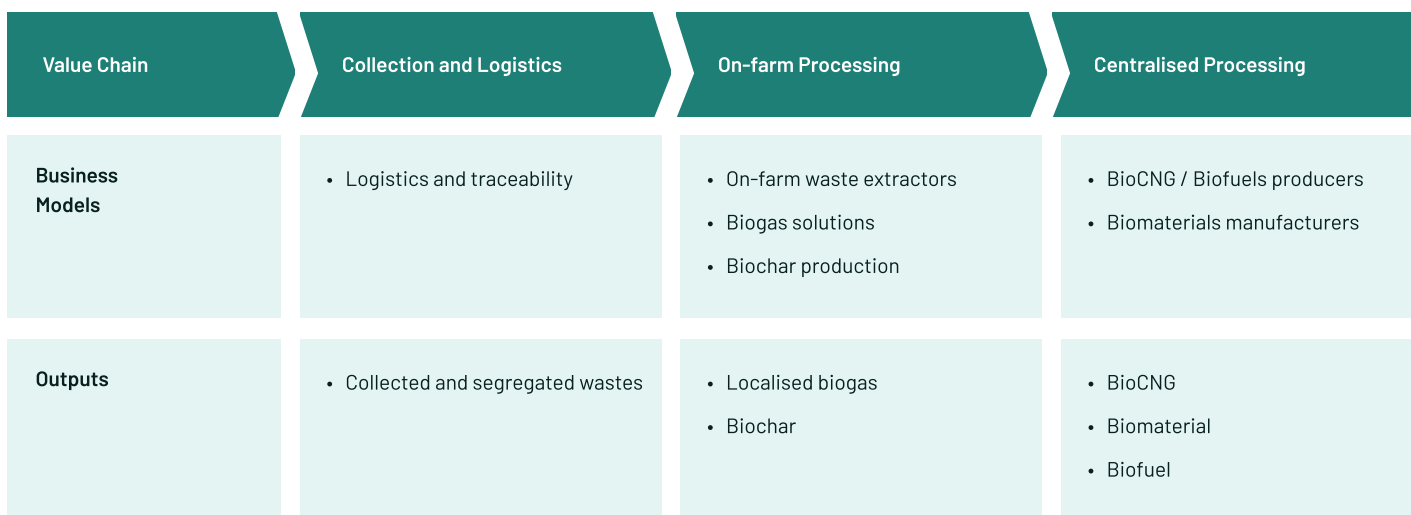 Value Chain
Collection and Logistics
On-farm Processing
Centralised Processing
Business
Models
• Logistics and traceability
• On-farm waste extractors
• Biogas solutions
• Biochar production
• BioCNG / Biofuels producers
• Biomaterials manufacturers
Outputs
• Collected and segregated wastes
• Localised biogas
• Biochar
• BioCNG
• Biomaterial
• Biofuel